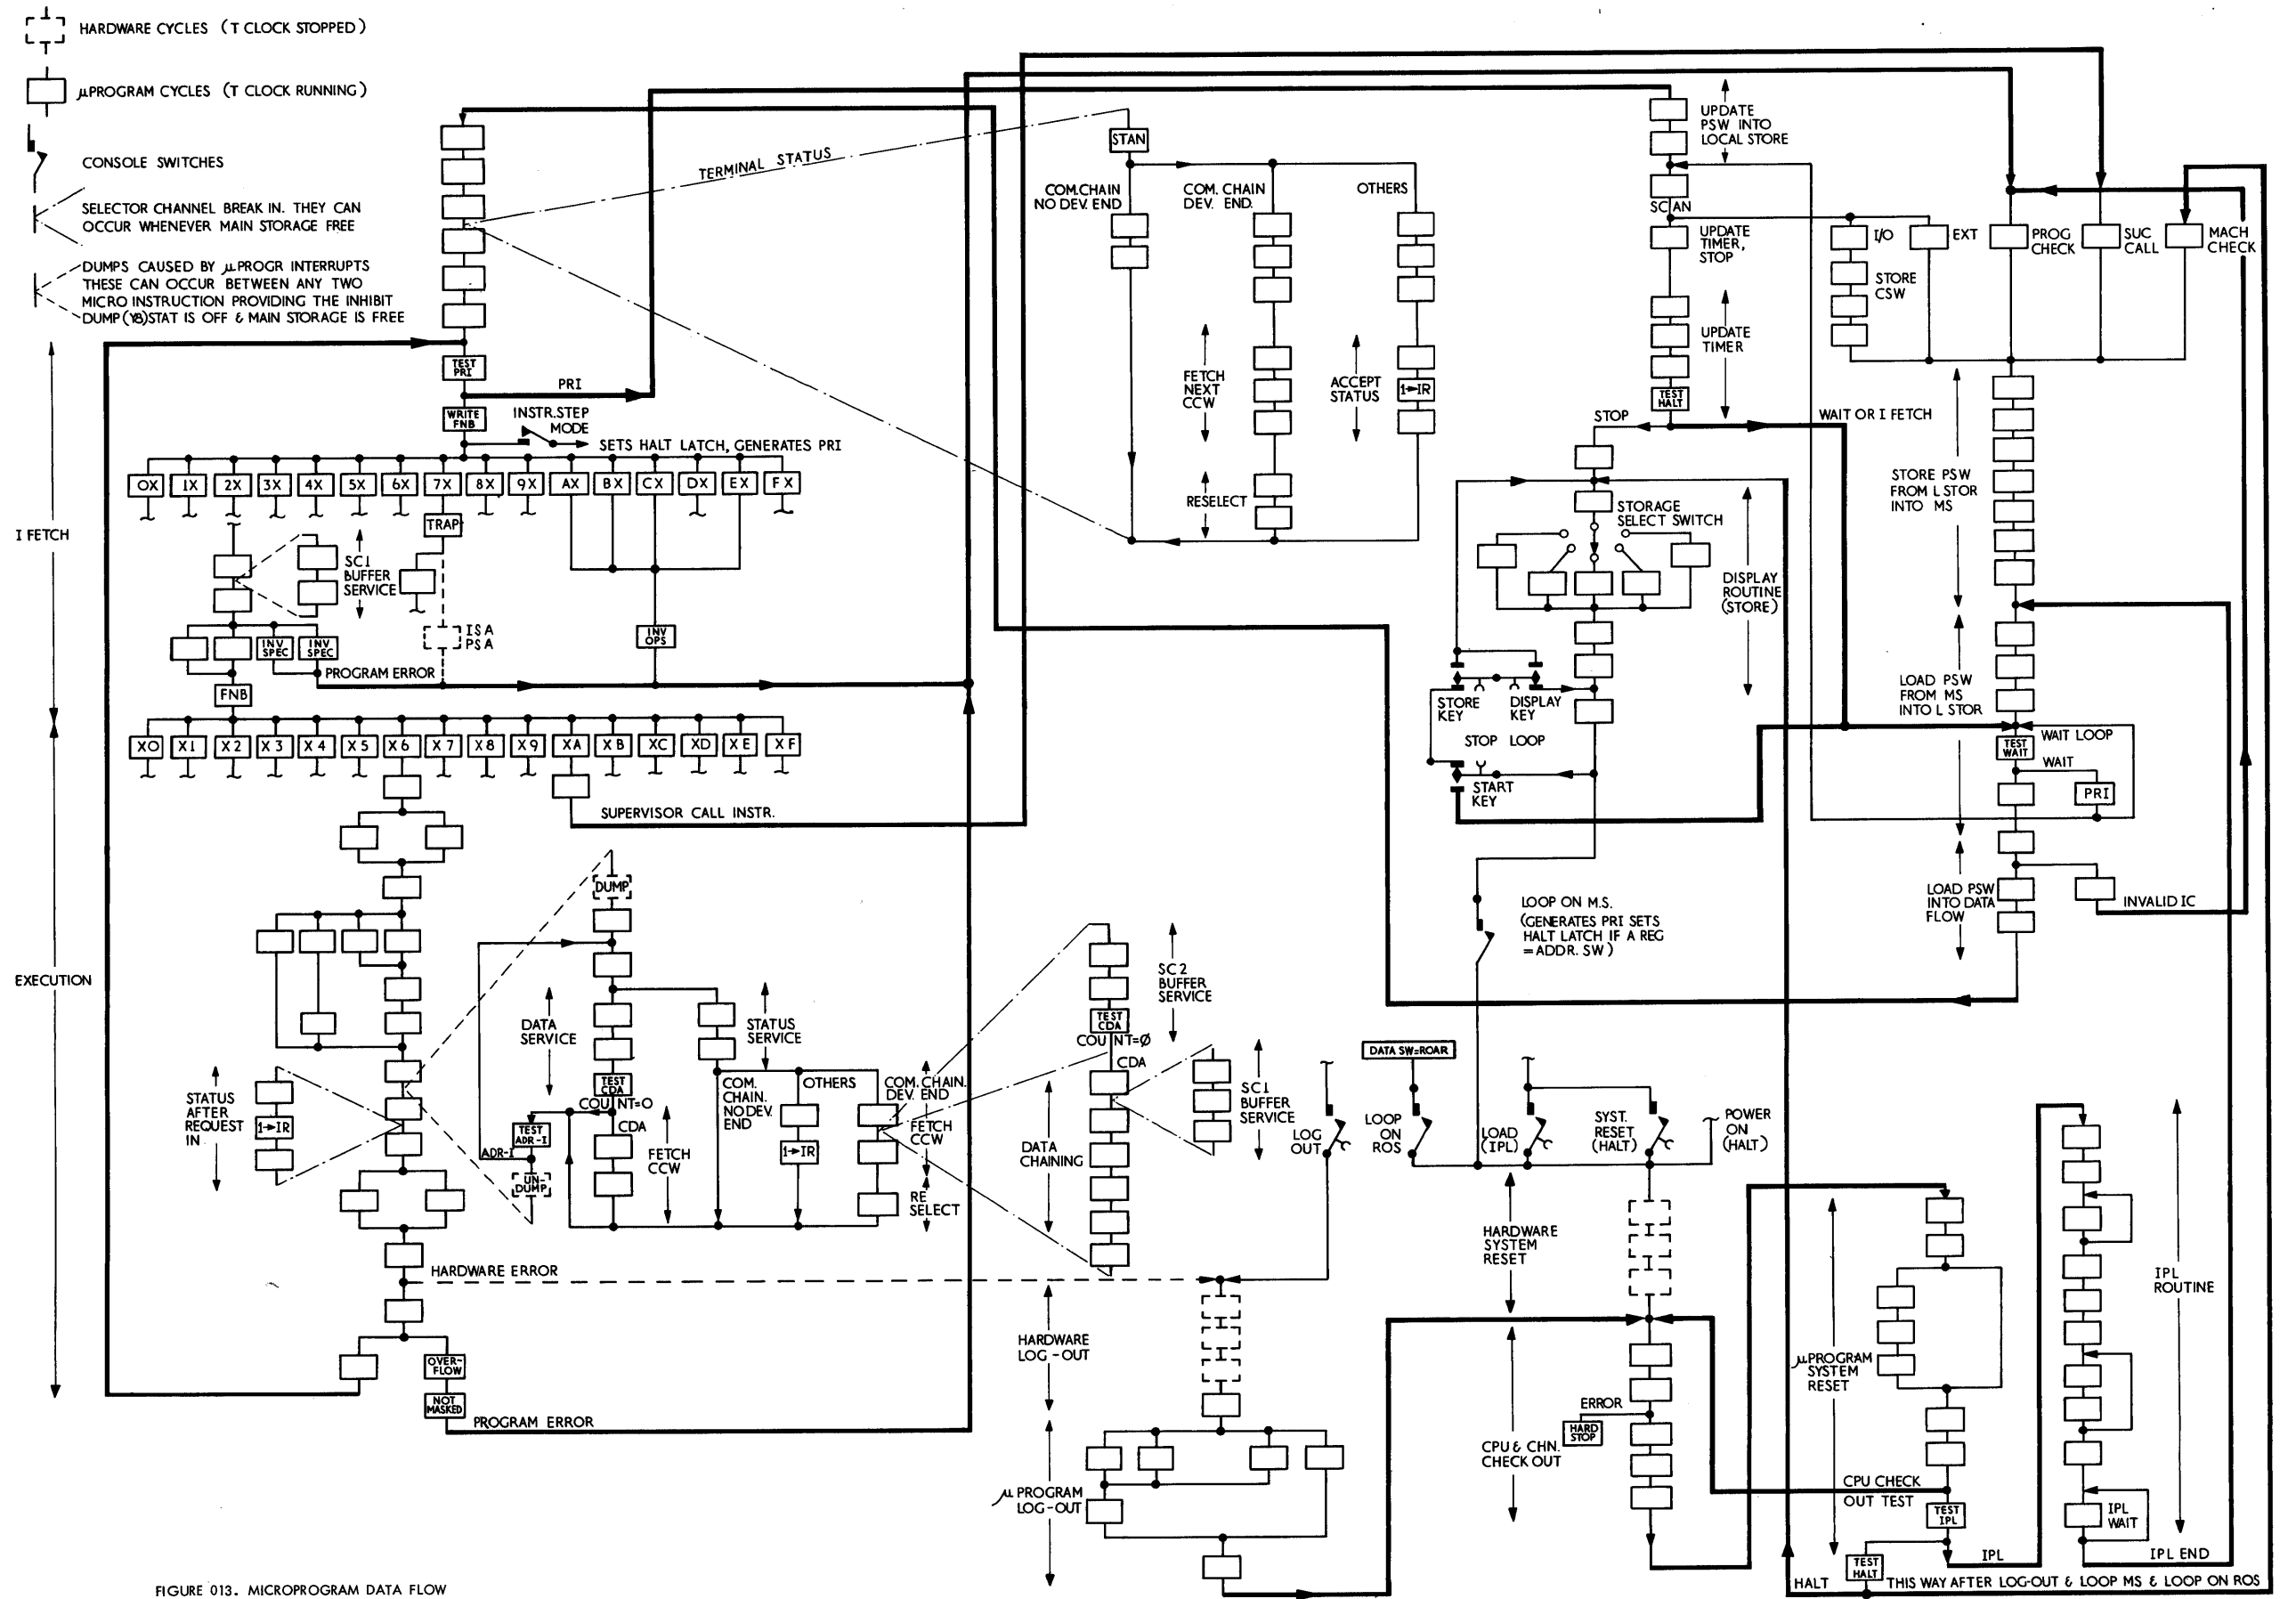 HARDWARE CYCLES (T CLOCK STOPPED)
µPROGRAM CYCLES (T CLOCK RUNNING)
CONSOLE SWITCHES
SELECTOR CHANNEL BREAK IN. THEY CAN
OCCUR WHENEVER MAIN STORAGE FREE
DUMPS CAUSED BY µPROGR INTERRUPTS
THESE CAN OCCUR BETWEEN ANY TWO
MICRO INSTRUCTION PROVIDING THE INHIBIT
DUMP (Y8) STAT IS OFF & MAIN STORAGE IS FREE
TEST
PRI
PRI
WRITE
FNB
INSTR.STEP
MODE
SETS HALT LATCH, GENERATES PRI
0X 1X 2X 3X 4X 5X 6X 7X 8X 9X AX BX CX DX EX FX
TRAP
I FETCH
SC1
BUFFER
SERVICE
ISA
PSA
INV
OPS
INV
SPEC
INV
SPEC
PROGRAM ERROR
FNB
X0 X1 X2 X3 X4 X5 X6 X7 X8 X9 XA XB XC XD XE XF
SUPERVISOR CALL INSTR.
EXECUTION
DUMP
DATA
SERVICE
STATUS
SERVICE
TEST
CDA
COUNT=0
CDA
TEST
ADR-I
ADR-I
UN-
DUMP
FETCH
CCW
COM.
CHAIN.
NO DEV.
END
OTHERS
1→IR
COM. CHAIN.
DEV. END
FETCH
CCW
RE
SELECT
STATUS
AFTER
REQUEST
IN
1→IR
HARDWARE ERROR
OVER-
FLOW
NOT
MASKED
PROGRAM ERROR
TERMINAL STATUS
STAN
COM.CHAIN
NO DEV. END
COM. CHAIN
DEV. END.
OTHERS
FETCH
NEXT
CCW
ACCEPT
STATUS
1→IR
RESELECT
SC2
BUFFER
SERVICE
TEST
CDA
COUNT=Ø
CDA
SC1
BUFFER
SERVICE
DATA
CHAINING
UPDATE
PSW INTO
LOCAL STORE
SCAN
UPDATE
TIMER,
STOP
UPDATE
TIMER
TEST
HALT
STOP
WAIT OR I FETCH
I/O
EXT
PROG
CHECK
SUC
CALL
MACH
CHECK
STORE
CSW
STORAGE
SELECT SWITCH
DISPLAY
ROUTINE
(STORE)
STORE
KEY
DISPLAY
KEY
STOP LOOP
START
KEY
STORE PSW
FROM L STOR
INTO MS
LOAD PSW
FROM MS
INTO L STOR
WAIT LOOP
TEST
WAIT
WAIT
PRI
LOAD PSW
INTO DATA
FLOW
INVALID IC
LOOP ON M.S.
(GENERATES PRI SETS
HALT LATCH IF A REG
=ADDR. SW)
DATA SW=ROAR
LOG
OUT
LOOP
ON
ROS
LOAD
(IPL)
SYST.
RESET
(HALT)
POWER
ON
(HALT)
HARDWARE
SYSTEM
RESET
HARDWARE
LOG-OUT
µ PROGRAM
LOG-OUT
ERROR
HARD
STOP
CPU & CHN.
CHECK OUT
µPROGRAM
SYSTEM
RESET
CPU CHECK
OUT TEST
TEST
IPL
IPL
TEST
HALT
HALT
THIS WAY AFTER LOG-OUT & LOOP MS & LOOP ON ROS
IPL
ROUTINE
IPL
WAIT
IPL END
FIGURE 013. MICROPROGRAM DATA FLOW